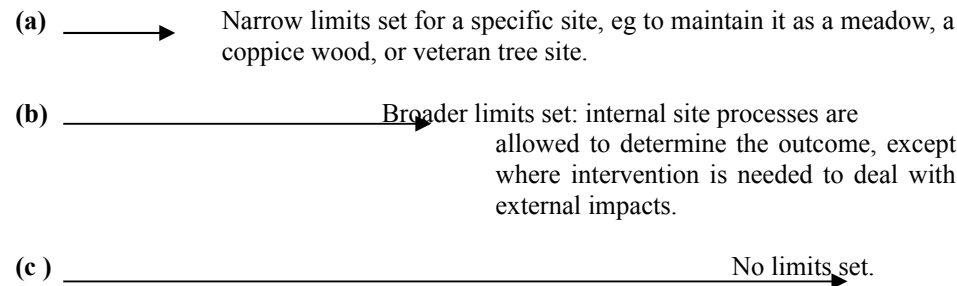 (a) Narrow limits set for a specific site, eg to maintain it as a meadow, a
coppice wood, or veteran tree site.
(b) Broader limits set: internal site processes are
allowed to determine the outcome, except
where intervention is needed to deal with
external impacts.
(c ) No limits set.